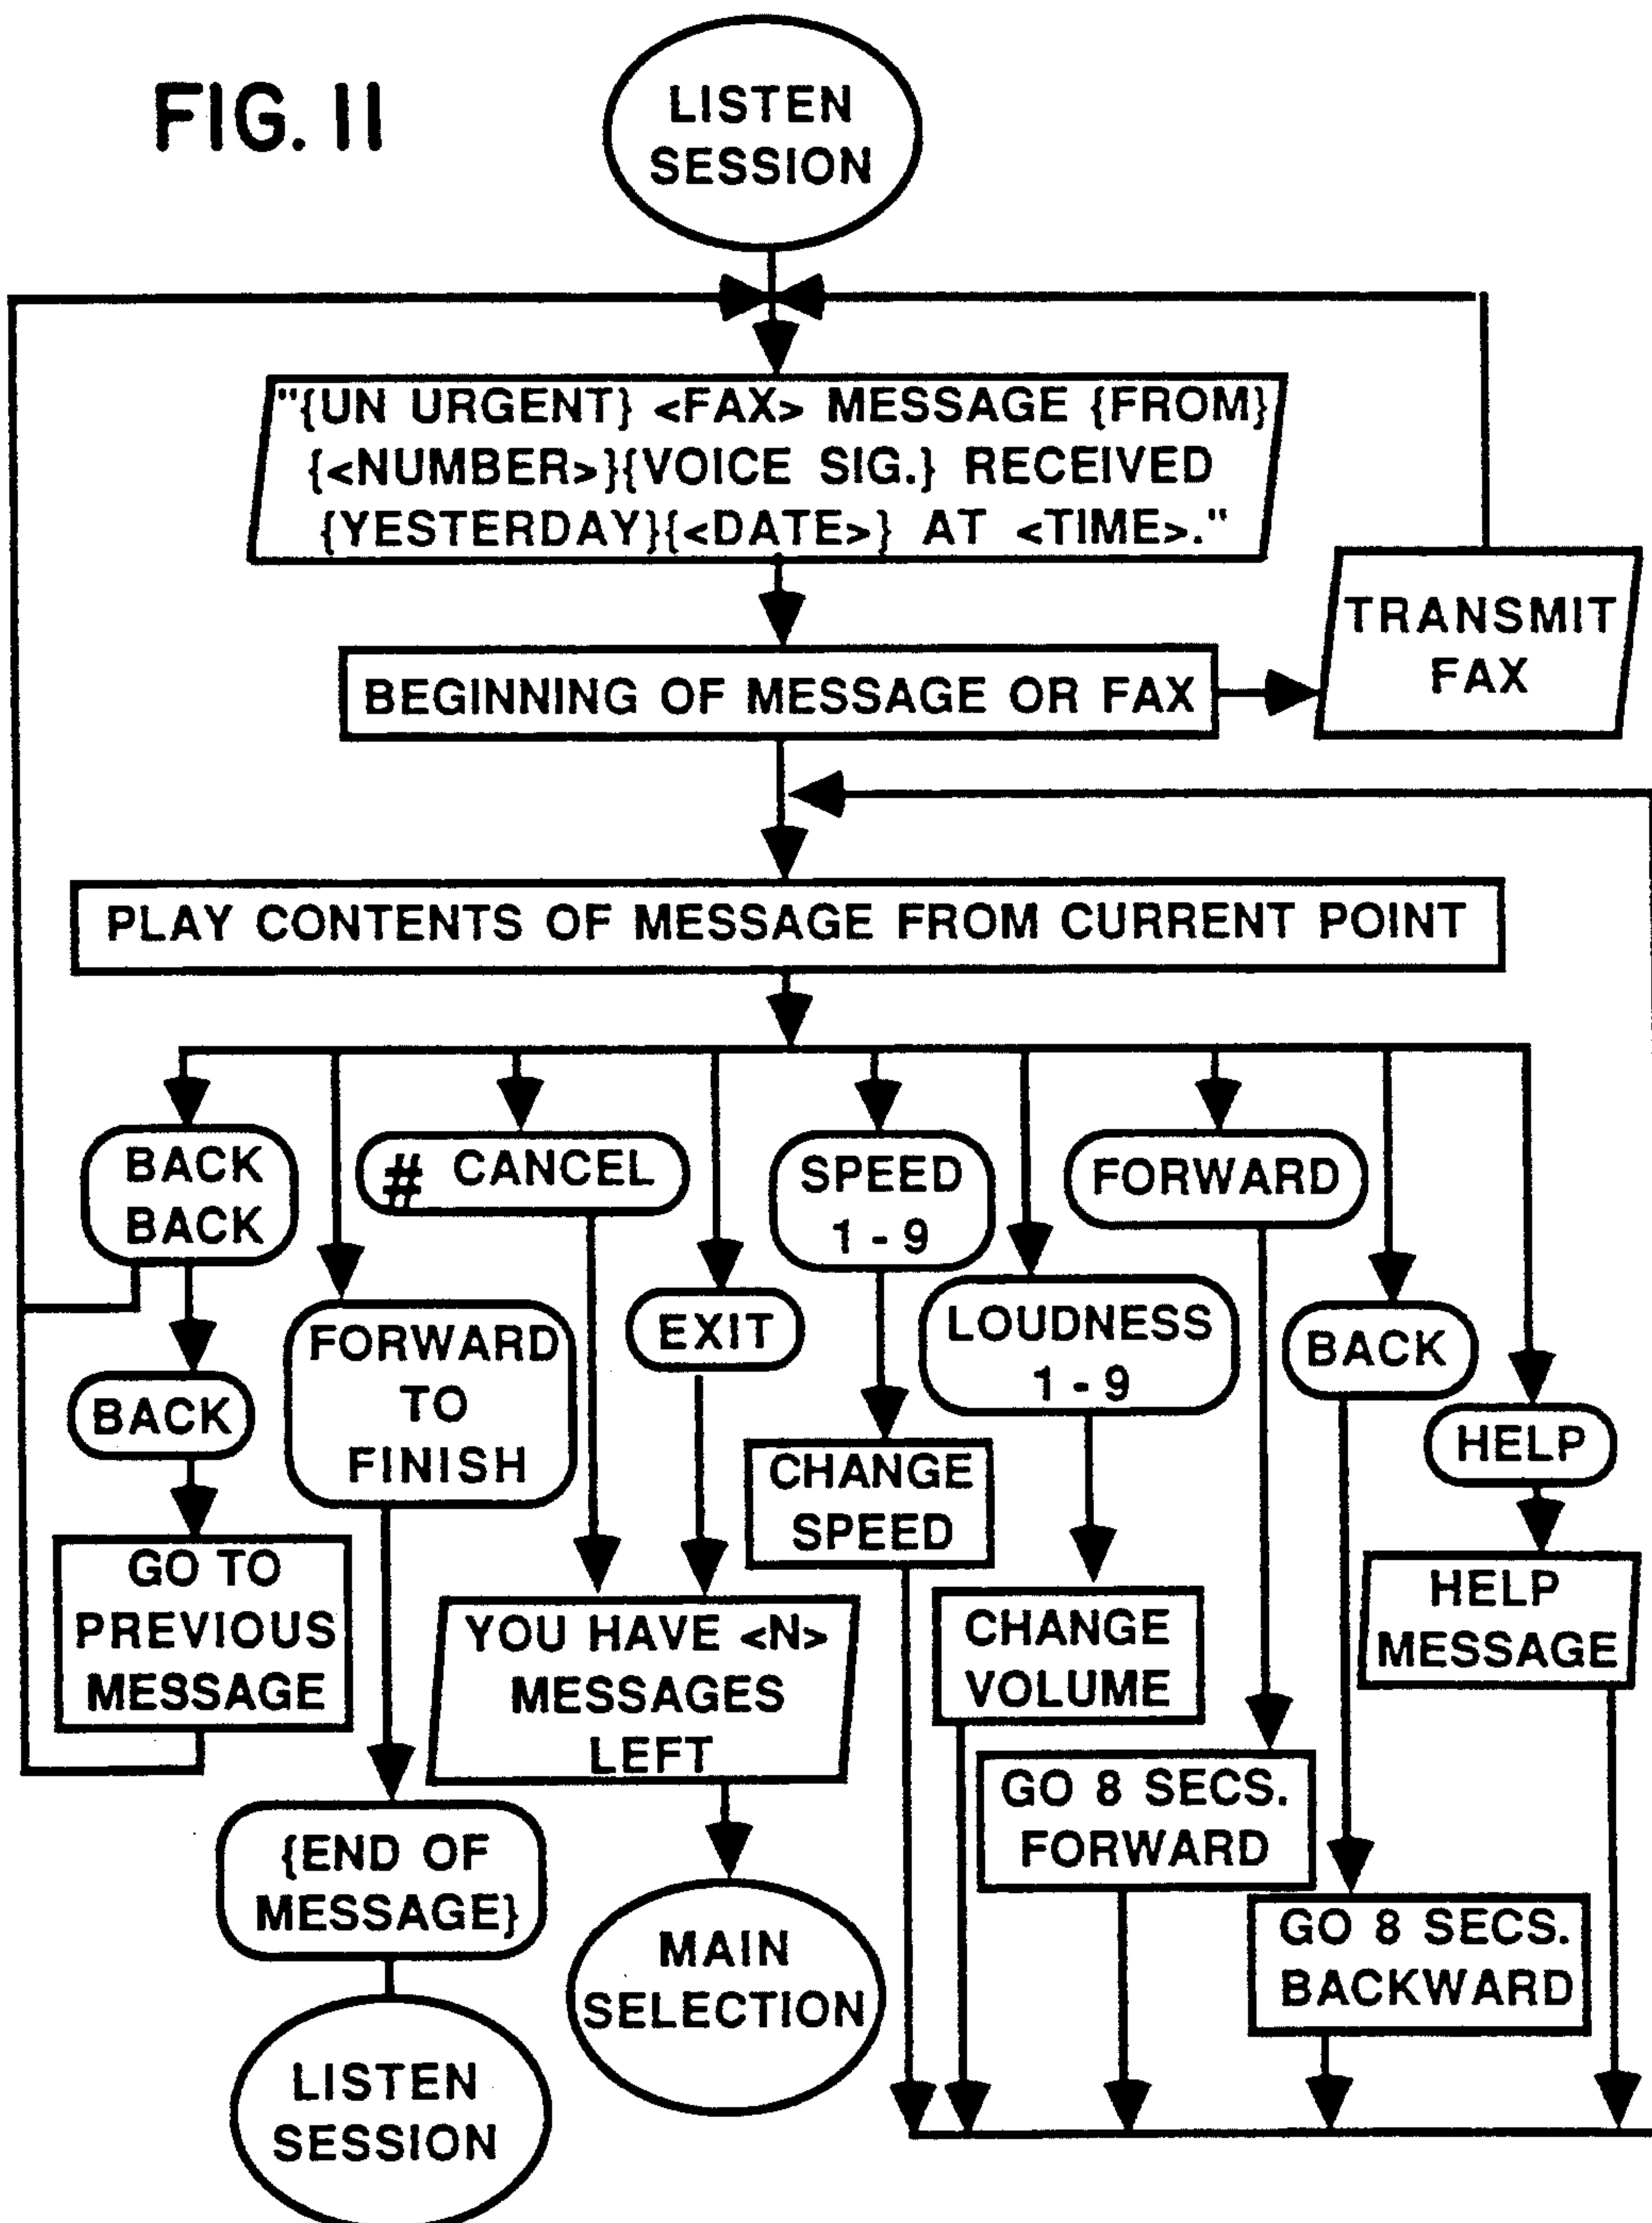 FIG. 11
LISTEN
SESSION
"{UN URGENT} <FAX> MESSAGE {FROM}
{<NUMBER>}{VOICE SIG.} RECEIVED
{YESTERDAY}{<DATE>} AT <TIME>."
TRANSMIT
FAX
BEGINNING OF MESSAGE OR FAX
PLAY CONTENTS OF MESSAGE FROM CURRENT POINT
BACK
BACK
# CANCEL
SPEED
1 - 9
FORWARD
FORWARD
TO
FINISH
EXIT
LOUDNESS
1 - 9
BACK
BACK
HELP
CHANGE
SPEED
GO TO
PREVIOUS
MESSAGE
YOU HAVE <N>
MESSAGES
LEFT
CHANGE
VOLUME
HELP
MESSAGE
GO 8 SECS.
FORWARD
{END OF
MESSAGE}
MAIN
SELECTION
GO 8 SECS.
BACKWARD
LISTEN
SESSION